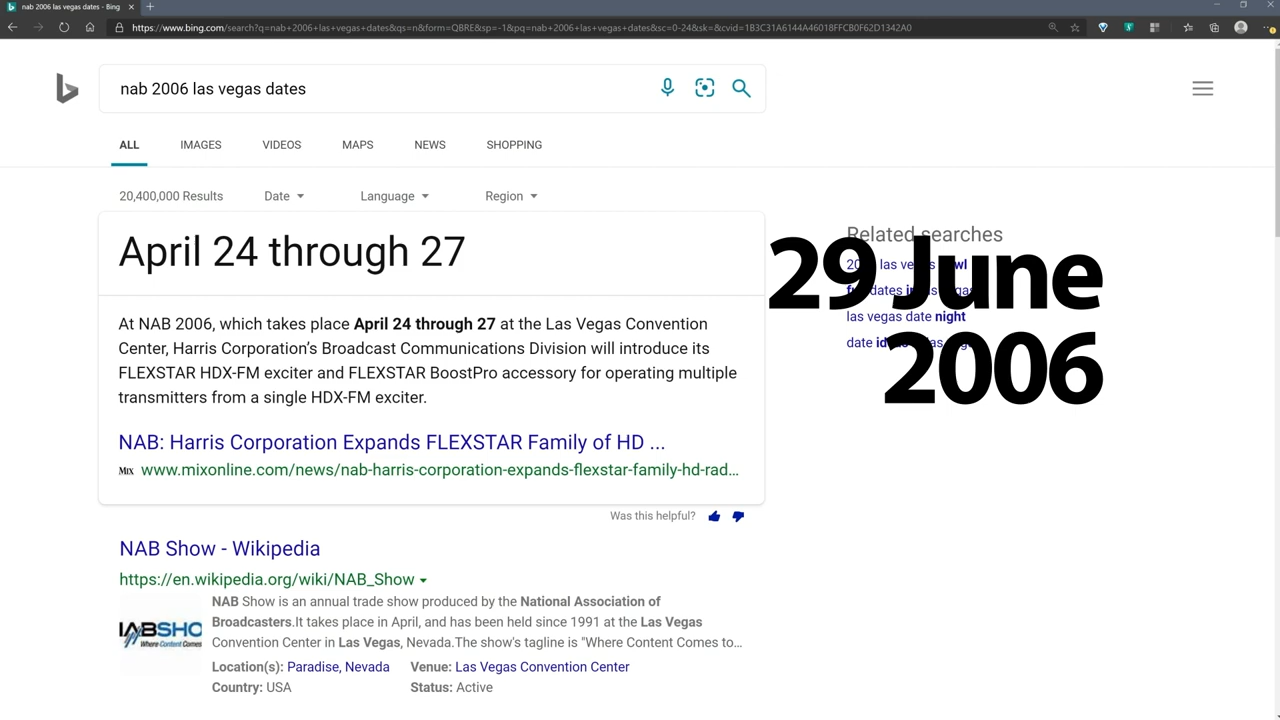 nab 2006 las vegas dates - Bing
https://www.bing.com/search?q=nab+2006+las+vegas+dates&qs=n&form=QBRE&sp=-1&pq=nab+2006+las+vegas+dates&sc=0-24&sk=&cvid=1B3C31A6144A46018FFCB0F62D1342A0
nab 2006 las vegas dates
ALL IMAGES VIDEOS MAPS NEWS SHOPPING
20,400,000 Results Date Language Region
April 24 through 27
At NAB 2006, which takes place April 24 through 27 at the Las Vegas Convention
Center, Harris Corporation’s Broadcast Communications Division will introduce its
FLEXSTAR HDX-FM exciter and FLEXSTAR BoostPro accessory for operating multiple
transmitters from a single HDX-FM exciter.
NAB: Harris Corporation Expands FLEXSTAR Family of HD ...
Mix www.mixonline.com/news/nab-harris-corporation-expands-flexstar-family-hd-rad...
Was this helpful?
Related searches
las vegas date night
29 June
2006
NAB Show - Wikipedia
https://en.wikipedia.org/wiki/NAB_Show
NAB Show is an annual trade show produced by the National Association of
Broadcasters.It takes place in April, and has been held since 1991 at the Las Vegas
Convention Center in Las Vegas, Nevada.The show's tagline is "Where Content Comes to...
Location(s): Paradise, Nevada Venue: Las Vegas Convention Center
Country: USA Status: Active
Where Content Comes